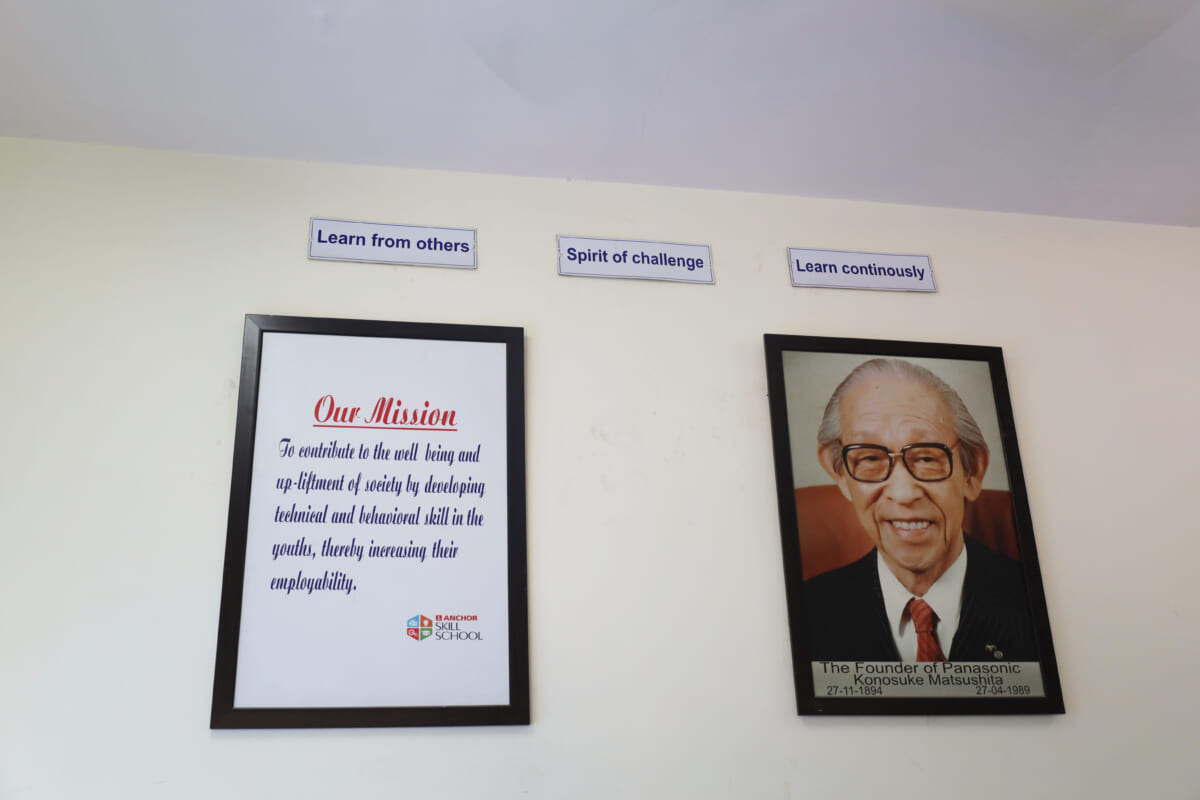 Learn from others
Spirit of challenge
Learn continously
Our Mission
To contribute to the well being and
up-liftment of society by developing
technical and behavioral skill in the
youths, thereby increasing their
employability.
ANCHOR
SKILL
SCHOOL
The Founder of Panasonic
Konosuke Matsushita
27-11-1894 27-04-1989